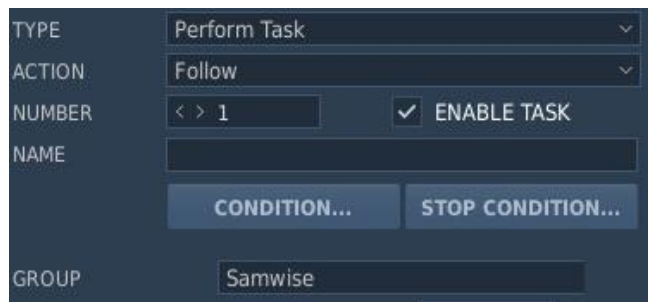 TYPE Perform Task
ACTION Follow
NUMBER < > 1 ENABLE TASK
NAME
CONDITION... STOP CONDITION...
GROUP Samwise